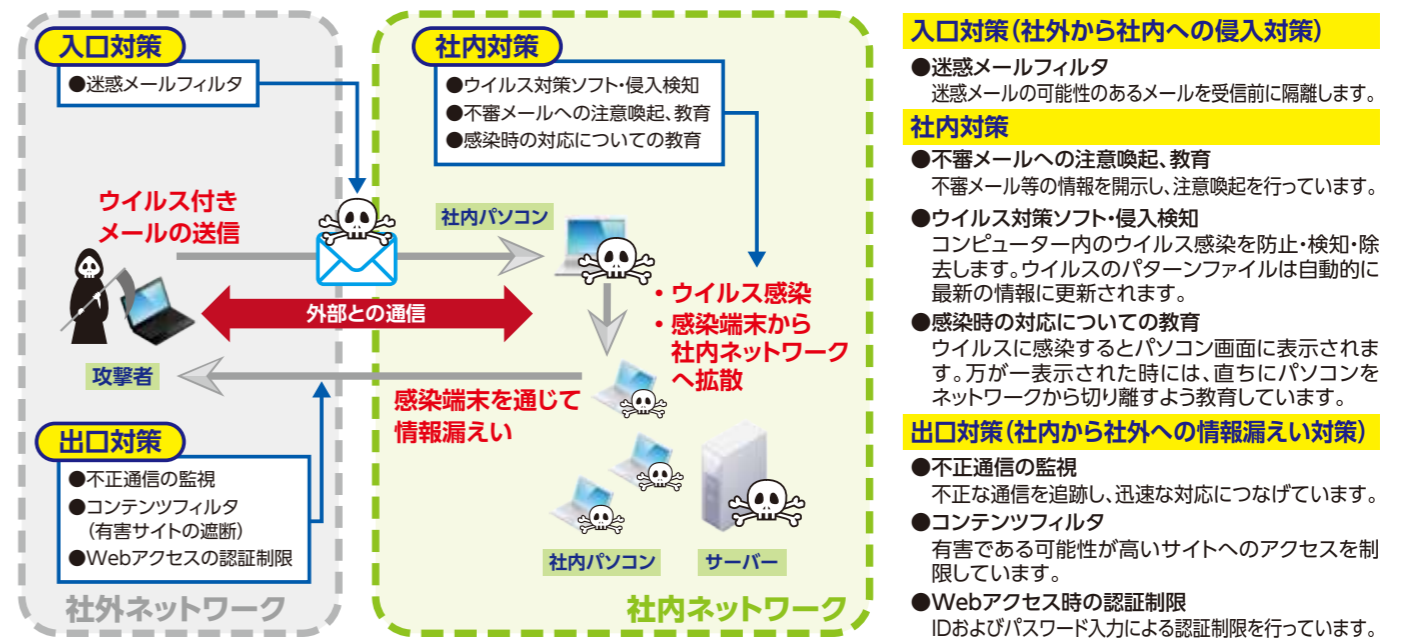 入口対策
●迷惑メールフィルタ
社内対策
●ウイルス対策ソフト・侵入検知
●不審メールへの注意喚起、教育
●感染時の対応についての教育
ウイルス付き
メールの送信
社内パソコン
外部との通信
・ウイルス感染
・感染端末から
社内ネットワーク
へ拡散
攻撃者
感染端末を通じて
情報漏えい
出口対策
●不正通信の監視
●コンテンツフィルタ
(有害サイトの遮断)
●Webアクセスの認証制限
社内パソコン
サーバー
社外ネットワーク
社内ネットワーク
入口対策(社外から社内への侵入対策)
●迷惑メールフィルタ
迷惑メールの可能性のあるメールを受信前に隔離します。
社内対策
●不審メールへの注意喚起、教育
不審メール等の情報を開示し、注意喚起を行っています。
●ウイルス対策ソフト・侵入検知
コンピューター内のウイルス感染を防止・検知・除
去します。ウイルスのパターンファイルは自動的に
最新の情報に更新されます。
●感染時の対応についての教育
ウイルスに感染するとパソコン画面に表示されま
す。万が一表示された時には、直ちにパソコンを
ネットワークから切り離すよう教育しています。
出口対策(社内から社外への情報漏えい対策)
●不正通信の監視
不正な通信を追跡し、迅速な対応につなげています。
●コンテンツフィルタ
有害である可能性が高いサイトへのアクセスを制
限しています。
●Webアクセス時の認証制限
IDおよびパスワード入力による認証制限を行っています。